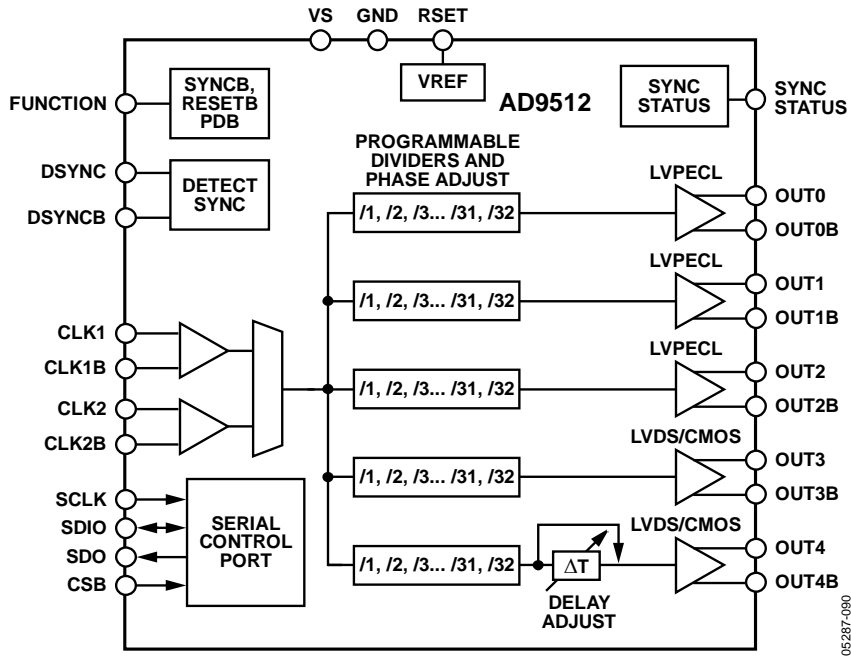 VS GND RSET
FUNCTION
SYNCB,
RESETB
PDB
VREF
AD9512
SYNC
STATUS
SYNC
STATUS
DSYNC
DSYNCB
DETECT
SYNC
PROGRAMMABLE
DIVIDERS AND
PHASE ADJUST
/1, /2, /3... /31, /32
LVPECL
OUT0
OUT0B
/1, /2, /3... /31, /32
LVPECL
OUT1
OUT1B
CLK1
CLK1B
CLK2
CLK2B
/1, /2, /3... /31, /32
LVPECL
OUT2
OUT2B
/1, /2, /3... /31, /32
LVDS/CMOS
OUT3
OUT3B
SCLK
SDIO
SDO
CSB
SERIAL
CONTROL
PORT
/1, /2, /3... /31, /32
ΔT
DELAY
ADJUST
LVDS/CMOS
OUT4
OUT4B
05287-090